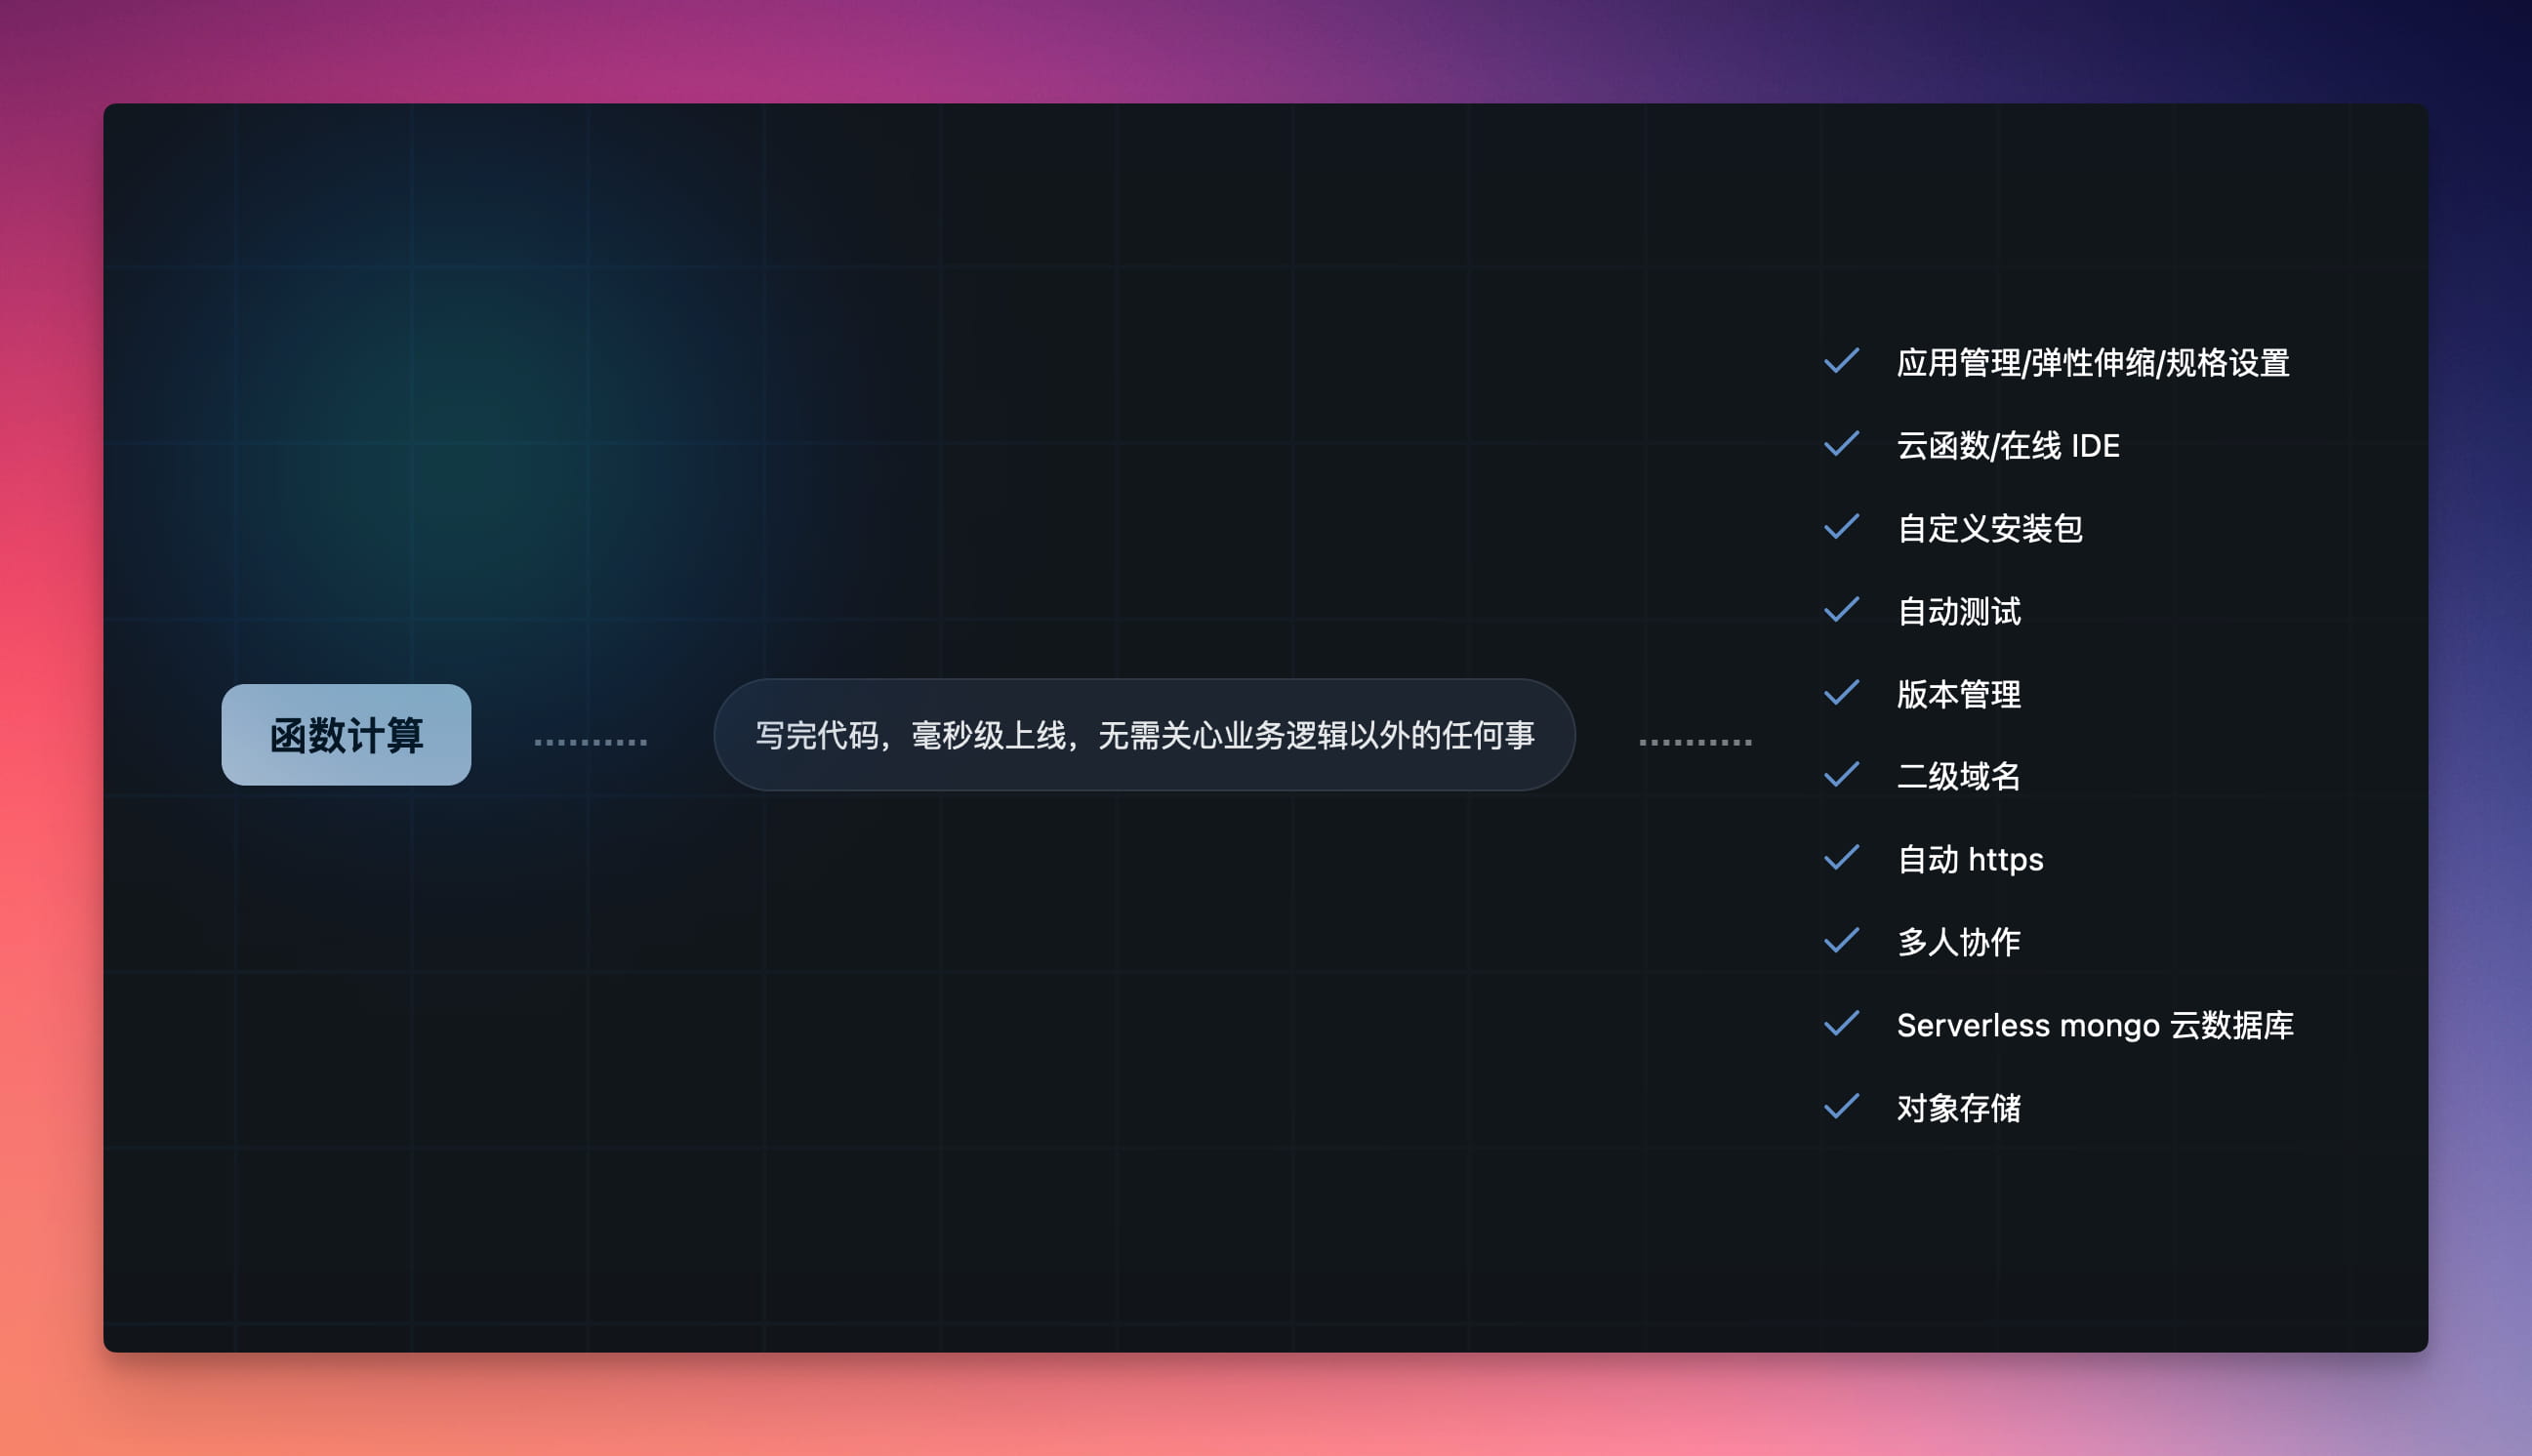 函数计算
写完代码，毫秒级上线，无需关心业务逻辑以外的任何事
应用管理/弹性伸缩/规格设置
云函数/在线 IDE
自定义安装包
自动测试
版本管理
二级域名
自动 https
多人协作
Serverless mongo 云数据库
对象存储